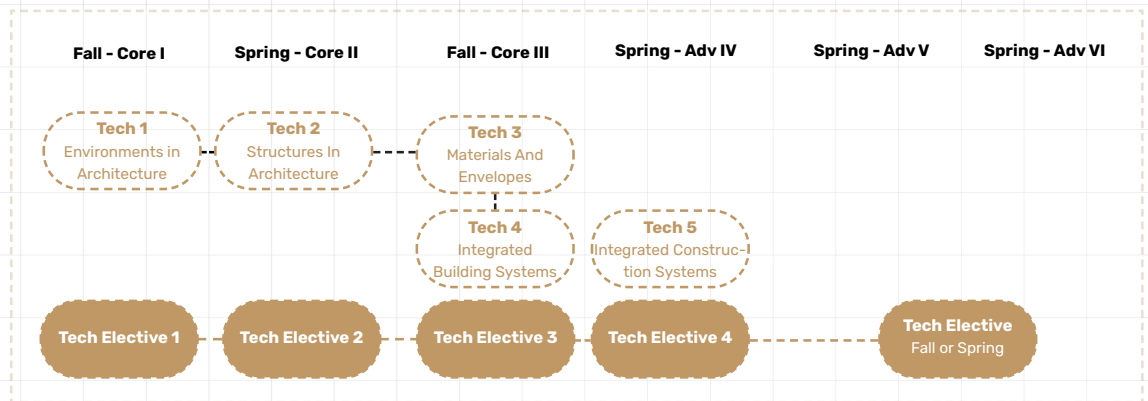 Fall - Core I
Spring - Core II
Fall - Core III
Spring - Adv IV
Spring - Adv V
Spring - Adv VI
Tech 1
Environments in
Architecture
Tech 2
Structures In
Architecture
Tech 3
Materials And
Envelopes
Tech 4
Integrated
Building Systems
Tech 5
Integrated Construc-
tion Systems
Tech Elective 1
Tech Elective 2
Tech Elective 3
Tech Elective 4
Tech Elective
Fall or Spring